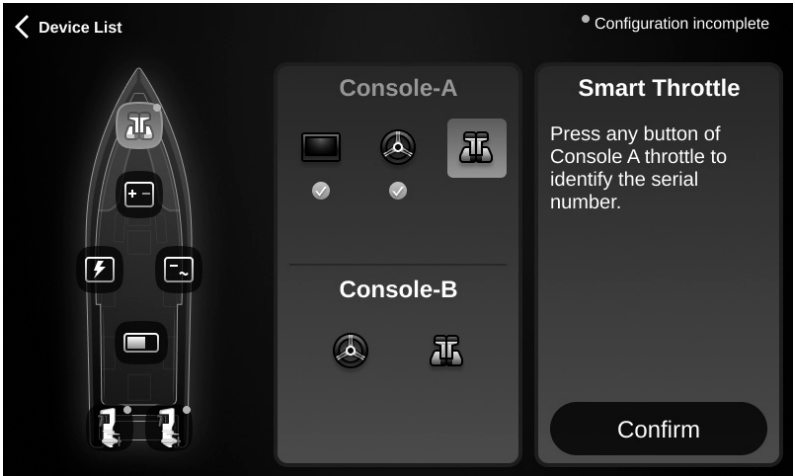 Device List
Configuration incomplete
Console-A
Console-B
Smart Throttle
Press any button of
Console A throttle to
identify the serial
number.
Confirm